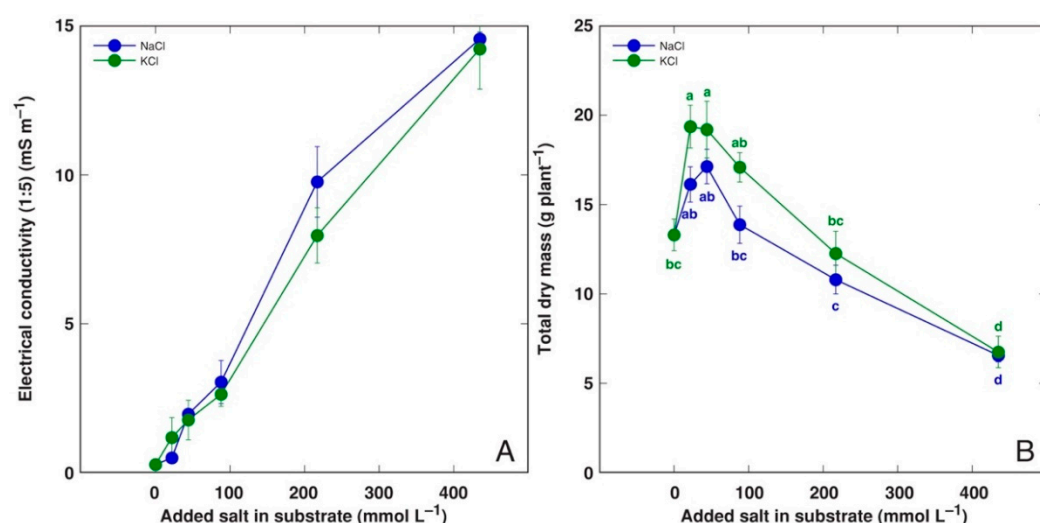 NaCl
KCl
Electrical conductivity (1:5) (mS m⁻¹)
15
10
5
0
0 100 200 300 400
Added salt in substrate (mmol L⁻¹)
A
NaCl
KCl
Total dry mass (g plant⁻¹)
25
20
15
10
5
0
a a
ab
ab ab
bc bc
bc
c
d
d
0 100 200 300 400
Added salt in substrate (mmol L⁻¹)
B